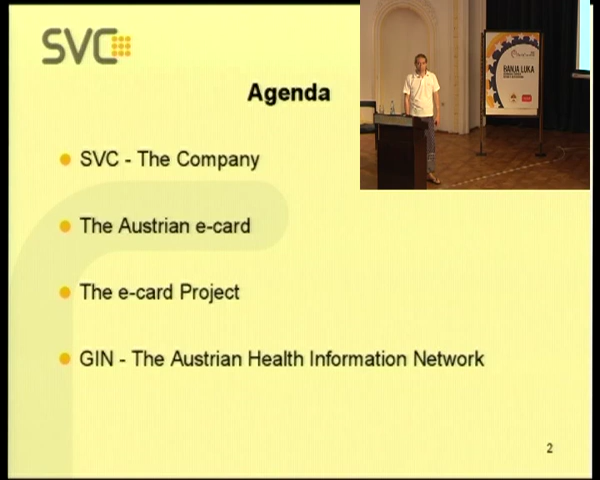 SVC
Agenda
BANJA LUKA
SVC - The Company
The Austrian e-card
The e-card Project
GIN - The Austrian Health Information Network
2